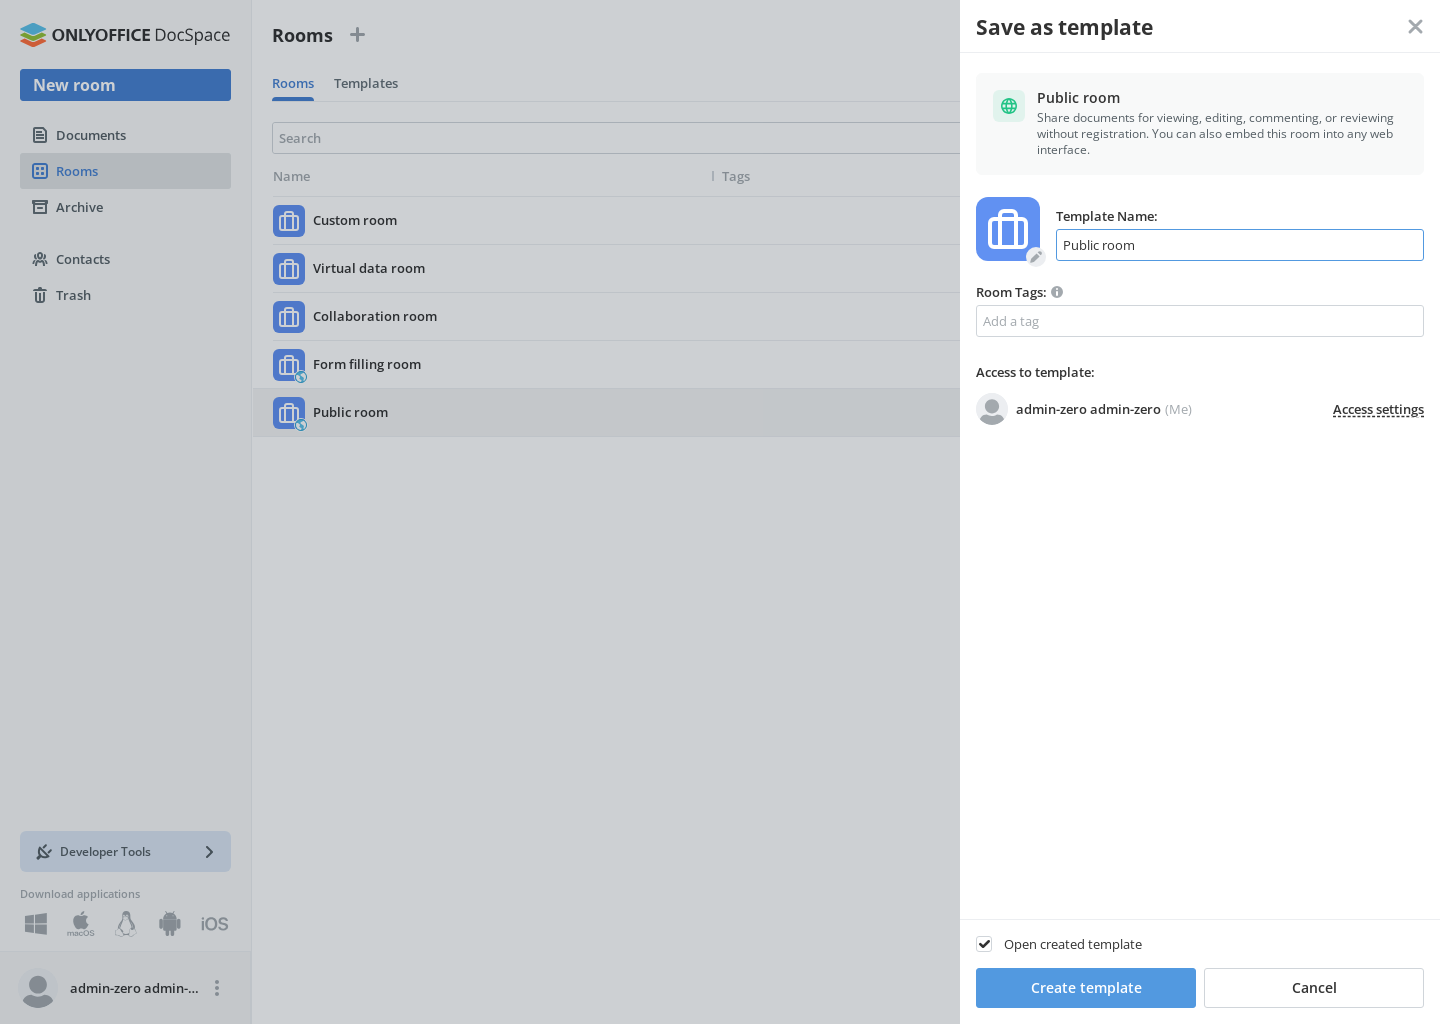 ONLYOFFICE DocSpace
New room
Documents
Rooms
Archive
Contacts
Trash
Developer Tools
Download applications
macOS
iOS
admin-zero admin-...
Rooms
Rooms Templates
Search
Name Tags
Custom room
Virtual data room
Collaboration room
Form filling room
Public room
Save as template
Public room
Share documents for viewing, editing, commenting, or reviewing
without registration. You can also embed this room into any web
interface.
Template Name:
Public room
Room Tags:
Add a tag
Access to template:
admin-zero admin-zero (Me) Access settings
Open created template
Create template Cancel